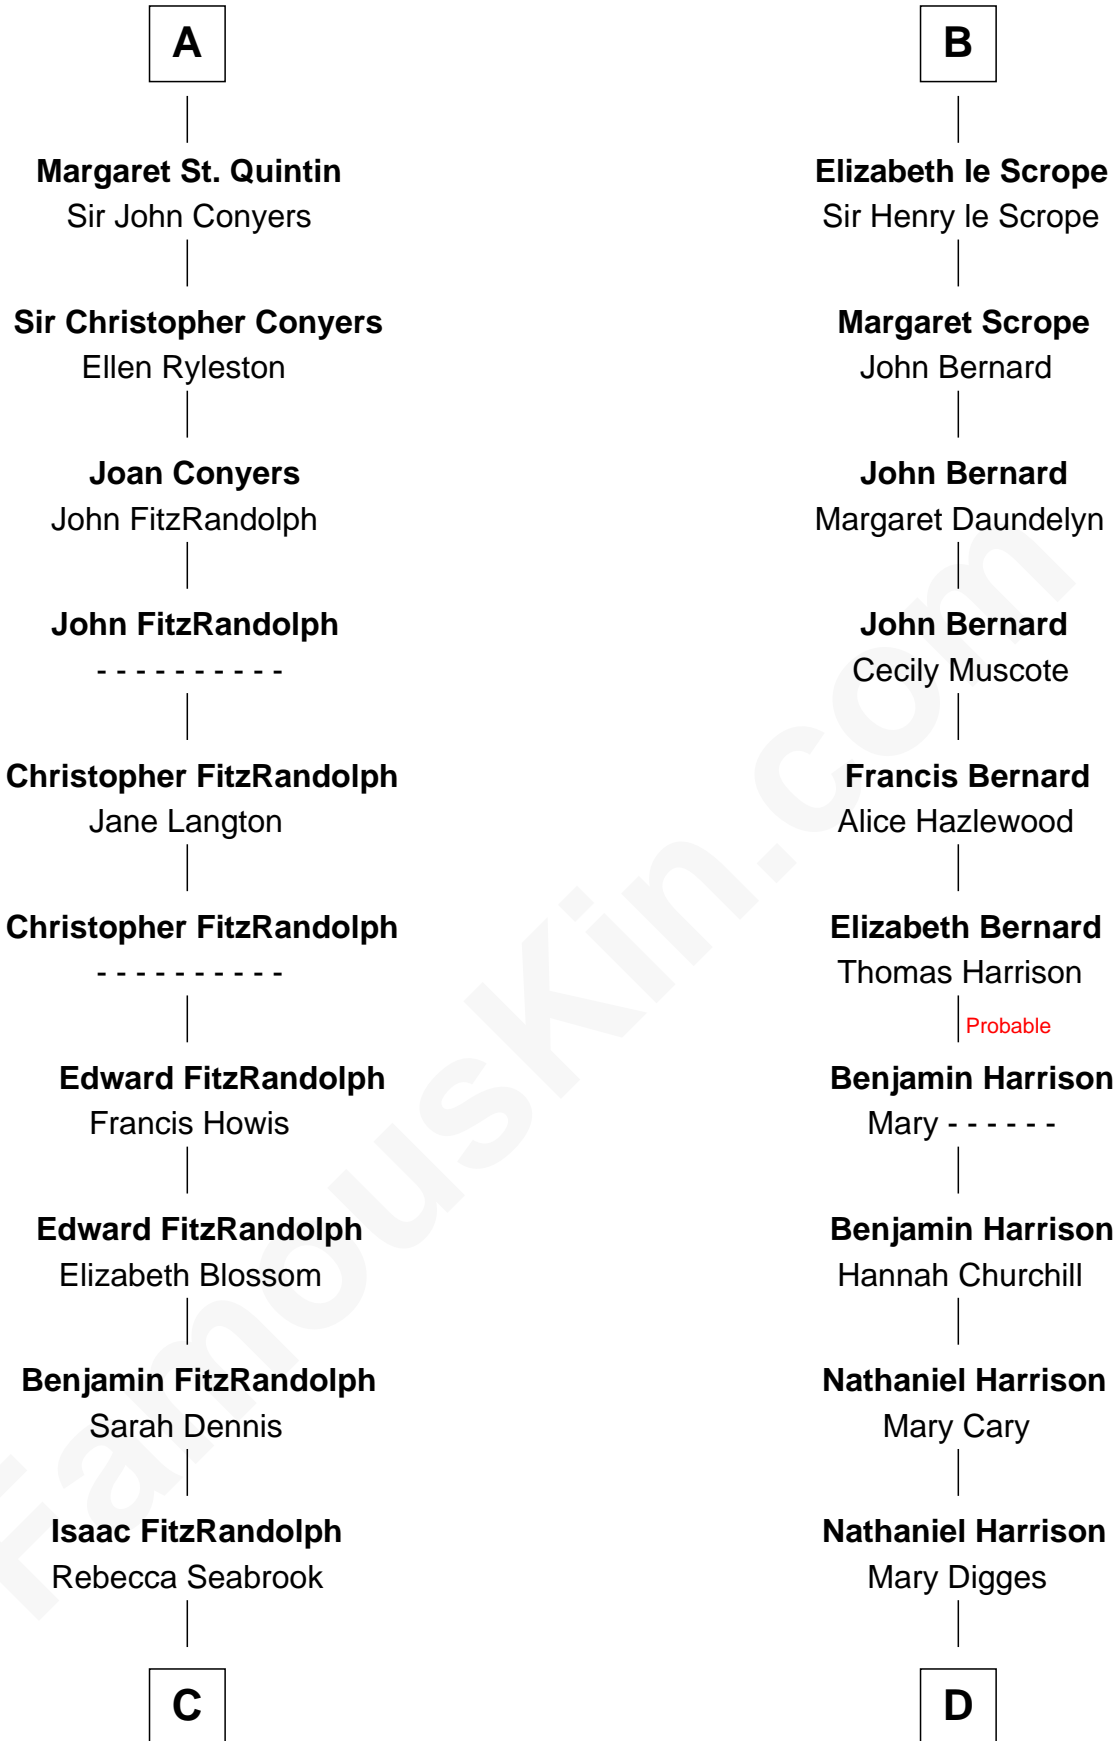 A
Margaret St. Quintin
Sir John Conyers
Sir Christopher Conyers
Ellen Ryleston
Joan Conyers
John FitzRandolph
John FitzRandolph
- - - - - - - - - -
Christopher FitzRandolph
Jane Langton
Christopher FitzRandolph
- - - - - - - - - -
Edward FitzRandolph
Francis Howis
Edward FitzRandolph
Elizabeth Blossom
Benjamin FitzRandolph
Sarah Dennis
Isaac FitzRandolph
Rebecca Seabrook
C
B
Elizabeth le Scrope
Sir Henry le Scrope
Margaret Scrope
John Bernard
John Bernard
Margaret Daundelyn
John Bernard
Cecily Muscote
Francis Bernard
Alice Hazlewood
Elizabeth Bernard
Thomas Harrison
Probable
Benjamin Harrison
Mary - - - - - -
Benjamin Harrison
Hannah Churchill
Nathaniel Harrison
Mary Cary
Nathaniel Harrison
Mary Digges
D
FamousKin.com